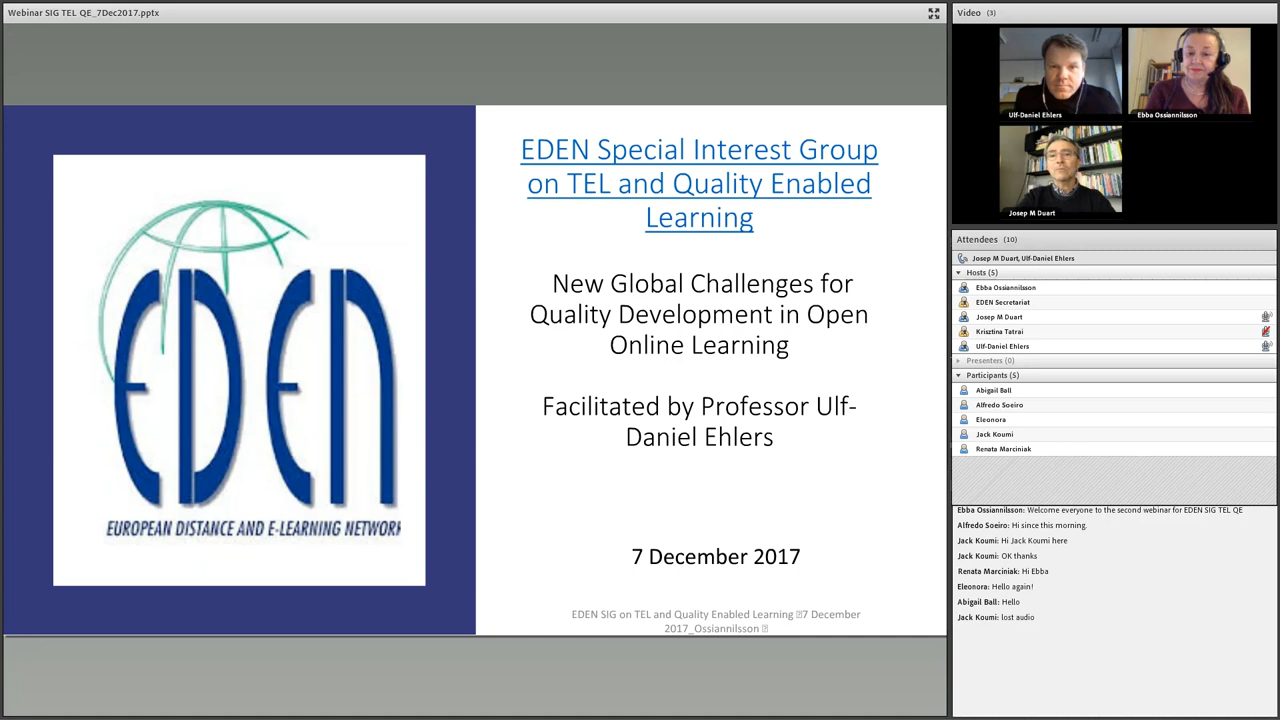 Webinar SIG TEL QE_7Dec2017.pptx
EDEN
EUROPEAN DISTANCE AND E-LEARNING NETWORK
EDEN Special Interest Group
on TEL and Quality Enabled
Learning
New Global Challenges for
Quality Development in Open
Online Learning
Facilitated by Professor Ulf-
Daniel Ehlers
7 December 2017
EDEN SIG on TEL and Quality Enabled Learning 7 December
2017_Ossiannilsson
Video (3)
Ulf-Daniel Ehlers
Ebba Ossiannilsson
Josep M Duart
Attendees (10)
Josep M Duart, Ulf-Daniel Ehlers
Hosts (5)
Ebba Ossiannilsson
EDEN Secretariat
Josep M Duart
Krisztina Tatrai
Ulf-Daniel Ehlers
Presenters (0)
Participants (5)
Abigail Ball
Alfredo Soeiro
Eleonora
Jack Koumi
Renata Marciniak
Ebba Ossiannilsson: Welcome everyone to the second webinar for EDEN SIG TEL QE
Alfredo Soeiro: Hi since this morning.
Jack Koumi: Hi Jack Koumi here
Jack Koumi: OK thanks
Renata Marciniak: Hi Ebba
Eleonora: Hello again!
Abigail Ball: Hello
Jack Koumi: lost audio